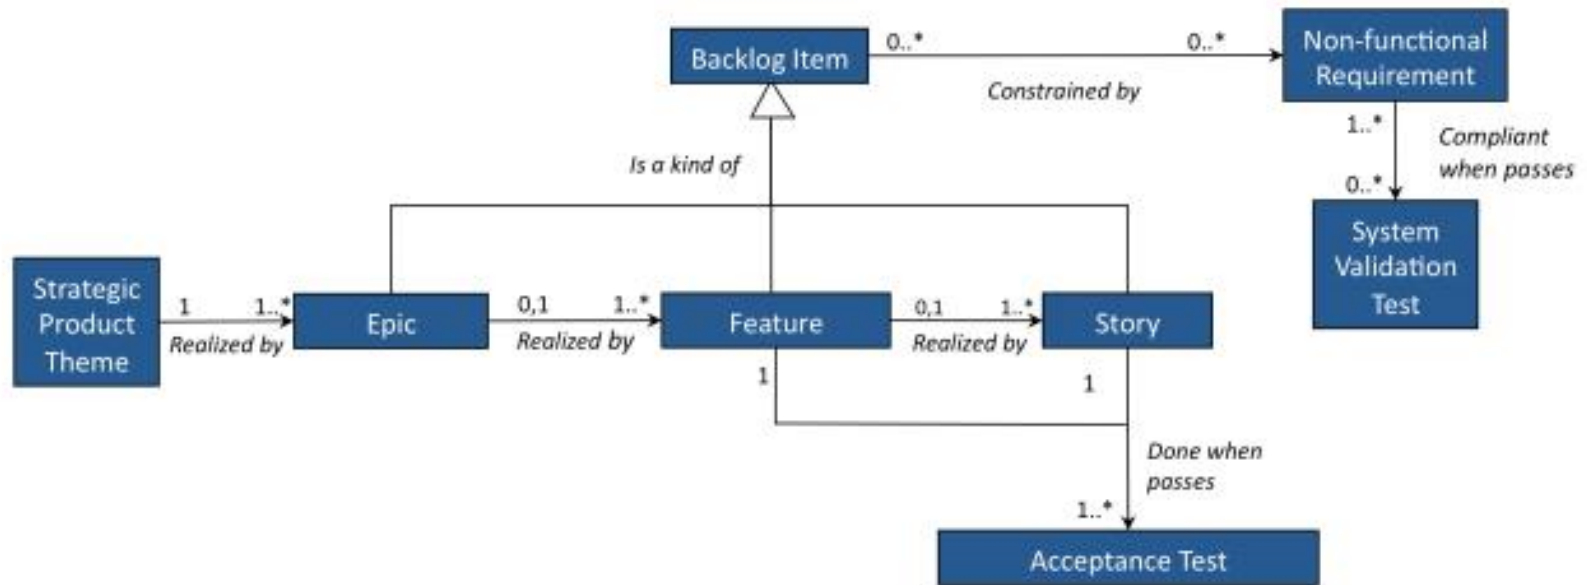 Backlog Item
0..*
0..*
Constrained by
Non-functional
Requirement
1..*
Compliant
when passes
0..*
System
Validation
Test
Is a kind of
Strategic
Product
Theme
1
1..*
Realized by
Epic
0,1
1..*
Realized by
Feature
0,1
1..*
Realized by
Story
1
1
Done when
passes
1..*
Acceptance Test